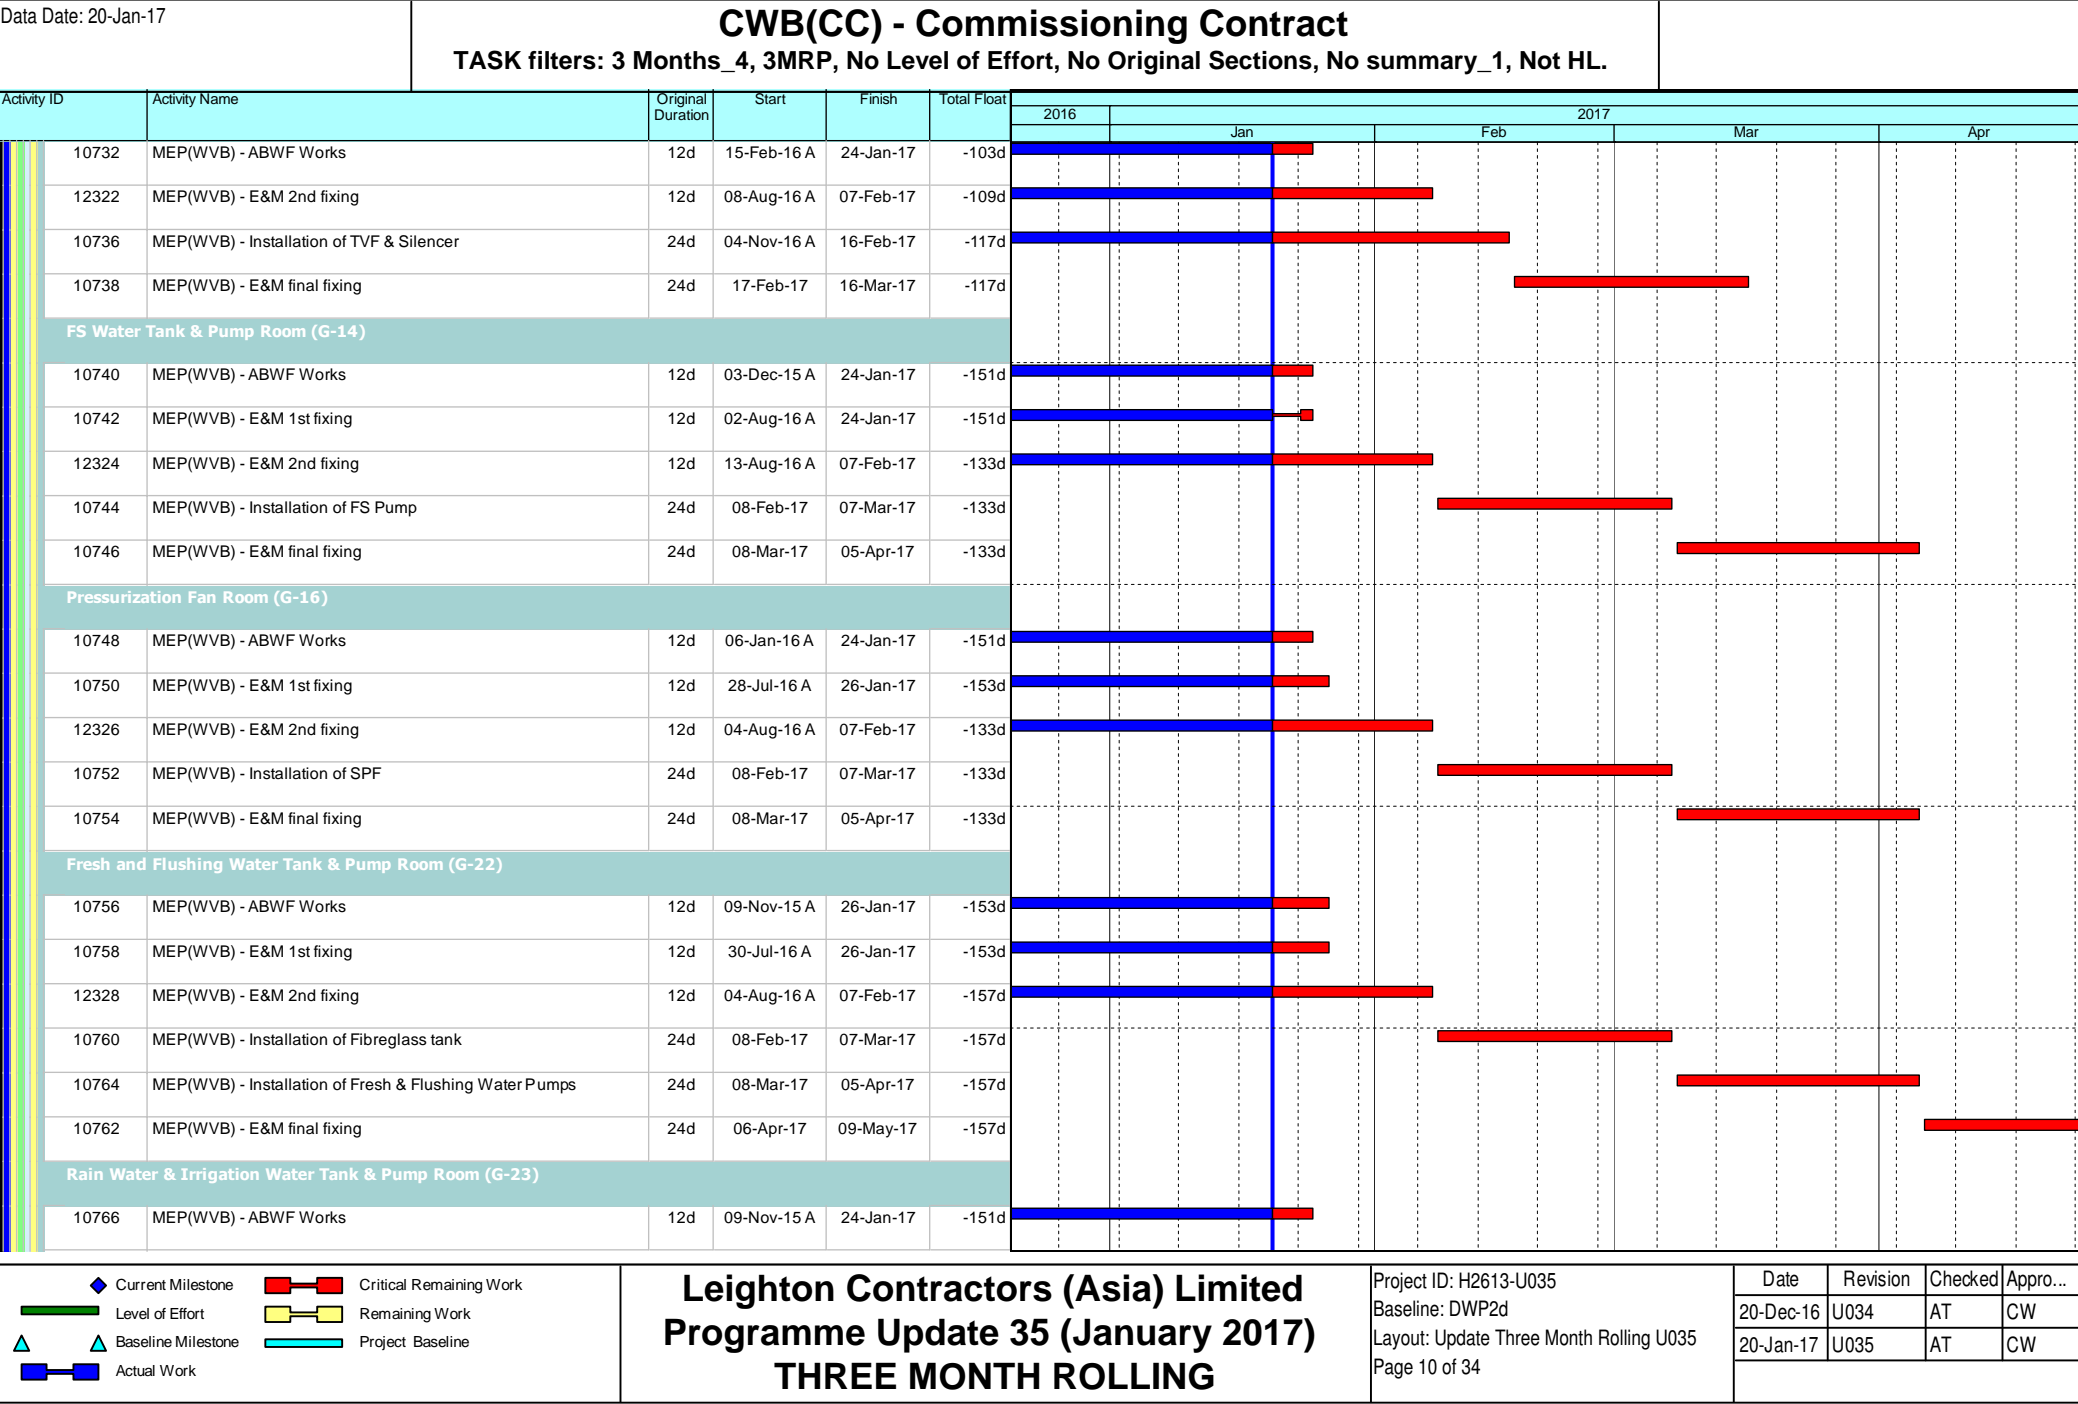 Data Date: 20-Jan-17
CWB(CC) - Commissioning Contract
TASK filters: 3 Months_4, 3MRP, No Level of Effort, No Original Sections, No summary_1, Not HL.
Activity ID Activity Name Original Duration Start Finish Total Float
2016 2017
Jan Feb Mar Apr
10732 MEP(WVB) - ABWF Works 12d 15-Feb-16 A 24-Jan-17 -103d
12322 MEP(WVB) - E&M 2nd fixing 12d 08-Aug-16 A 07-Feb-17 -109d
10736 MEP(WVB) - Installation of TVF & Silencer 24d 04-Nov-16 A 16-Feb-17 -117d
10738 MEP(WVB) - E&M final fixing 24d 17-Feb-17 16-Mar-17 -117d
FS Water Tank & Pump Room (G-14)
10740 MEP(WVB) - ABWF Works 12d 03-Dec-15 A 24-Jan-17 -151d
10742 MEP(WVB) - E&M 1st fixing 12d 02-Aug-16 A 24-Jan-17 -151d
12324 MEP(WVB) - E&M 2nd fixing 12d 13-Aug-16 A 07-Feb-17 -133d
10744 MEP(WVB) - Installation of FS Pump 24d 08-Feb-17 07-Mar-17 -133d
10746 MEP(WVB) - E&M final fixing 24d 08-Mar-17 05-Apr-17 -133d
Pressurization Fan Room (G-16)
10748 MEP(WVB) - ABWF Works 12d 06-Jan-16 A 24-Jan-17 -151d
10750 MEP(WVB) - E&M 1st fixing 12d 28-Jul-16 A 26-Jan-17 -153d
12326 MEP(WVB) - E&M 2nd fixing 12d 04-Aug-16 A 07-Feb-17 -133d
10752 MEP(WVB) - Installation of SPF 24d 08-Feb-17 07-Mar-17 -133d
10754 MEP(WVB) - E&M final fixing 24d 08-Mar-17 05-Apr-17 -133d
Fresh and Flushing Water Tank & Pump Room (G-22)
10756 MEP(WVB) - ABWF Works 12d 09-Nov-15 A 26-Jan-17 -153d
10758 MEP(WVB) - E&M 1st fixing 12d 30-Jul-16 A 26-Jan-17 -153d
12328 MEP(WVB) - E&M 2nd fixing 12d 04-Aug-16 A 07-Feb-17 -157d
10760 MEP(WVB) - Installation of Fibreglass tank 24d 08-Feb-17 07-Mar-17 -157d
10764 MEP(WVB) - Installation of Fresh & Flushing Water Pumps 24d 08-Mar-17 05-Apr-17 -157d
10762 MEP(WVB) - E&M final fixing 24d 06-Apr-17 09-May-17 -157d
Rain Water & Irrigation Water Tank & Pump Room (G-23)
10766 MEP(WVB) - ABWF Works 12d 09-Nov-15 A 24-Jan-17 -151d
Current Milestone Critical Remaining Work
Level of Effort Remaining Work
Baseline Milestone Project Baseline
Actual Work
Leighton Contractors (Asia) Limited
Programme Update 35 (January 2017)
THREE MONTH ROLLING
Project ID: H2613-U035
Baseline: DWP2d
Layout: Update Three Month Rolling U035
Page 10 of 34
Date Revision Checked Appro...
20-Dec-16 U034 AT CW
20-Jan-17 U035 AT CW